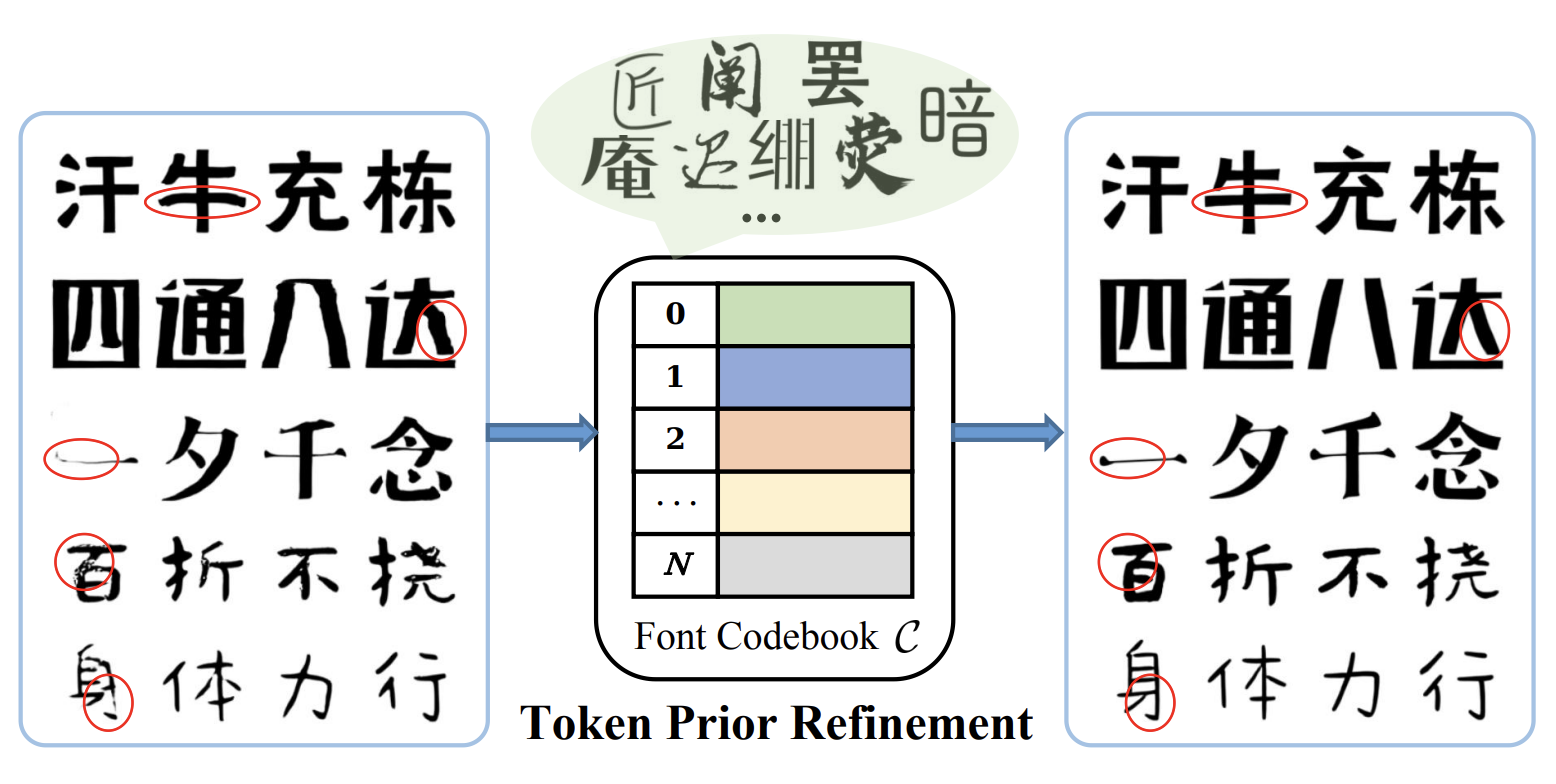 汗牛充栋
四通八达
一夕千念
百折不挠
身体力行
匠阐罢暗
庵迟绷荧
...
0
1
2
...
N
Font Codebook C
Token Prior Refinement
汗牛充栋
四通八达
一夕千念
百折不挠
身体力行